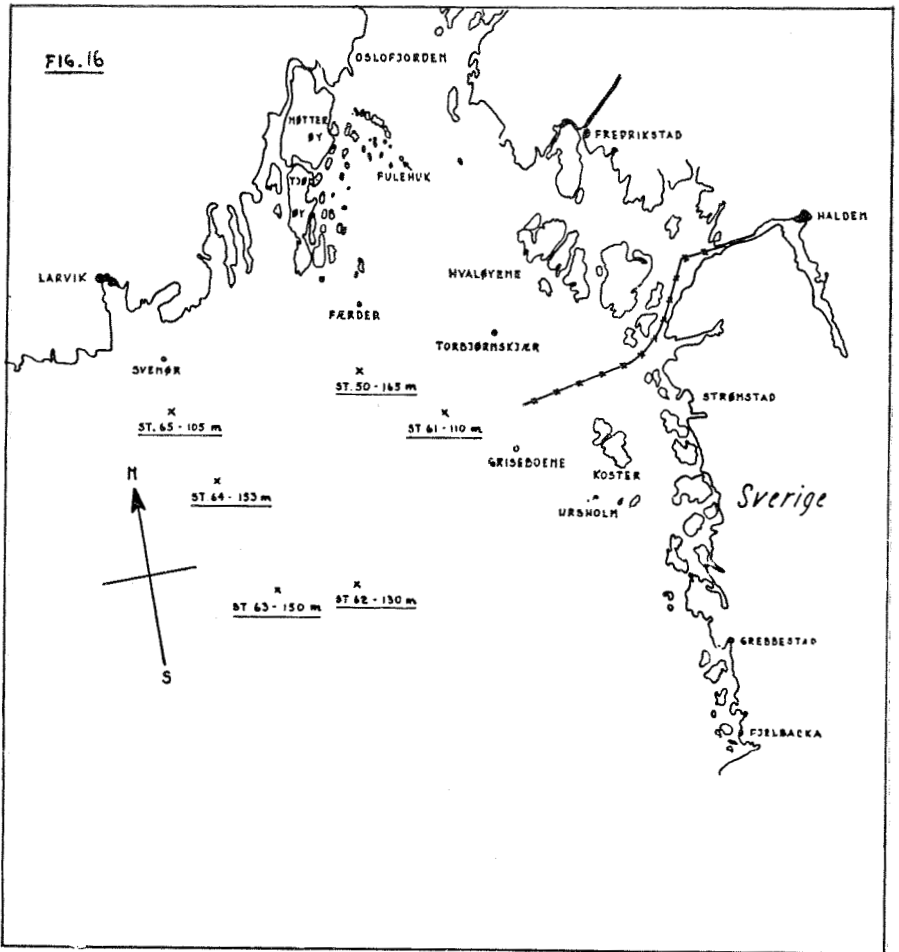 FIG. 16
OSLOFJORDEN
NØTTER
ØY
FREDRIKSTAD
FULEHUK
TJØM
ØY
HALDEN
LARVIK
HVALØYENE
FÆRDER
TORBJØRNSKJÆR
SVENØR
ST. 50 - 165 m
STRØMSTAD
ST. 65 - 105 m
ST 61 - 110 m
GRISEBOENE
KOSTER
N
ST 64 - 153 m
URSHOLM
Sverige
ST 63 - 150 m
ST 62 - 130 m
S
GREBBESTAD
FJELBACKA